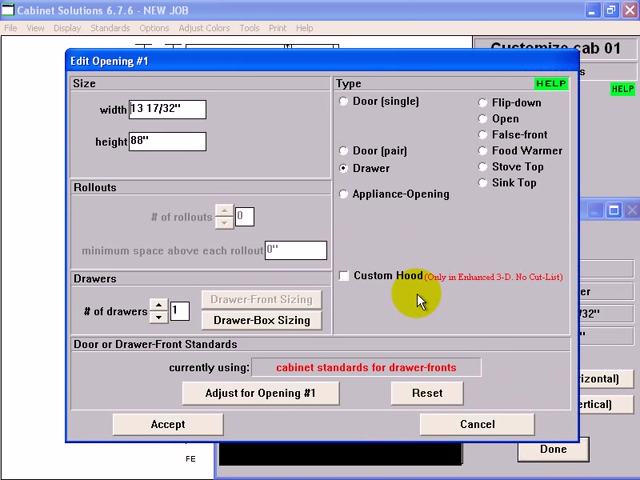 Cabinet Solutions 6.7.6 - NEW JOB
File View Display Standards Options Adjust Colors Tools Print Help
Customize cab 01
HELP
Edit Opening #1
Size
width 13 17/32"
height 88"
Rollouts
# of rollouts 0
minimum space above each rollout 0"
Drawers
# of drawers 1
Drawer-Front Sizing
Drawer-Box Sizing
Type
HELP
Door (single)
Door (pair)
Drawer
Appliance-Opening
Flip-down
Open
False-front
Food Warmer
Stove Top
Sink Top
Custom Hood (Only in Enhanced 3-D. No Cut-List)
Door or Drawer-Front Standards
currently using: cabinet standards for drawer-fronts
Adjust for Opening #1
Reset
Accept
Cancel
Done
FE